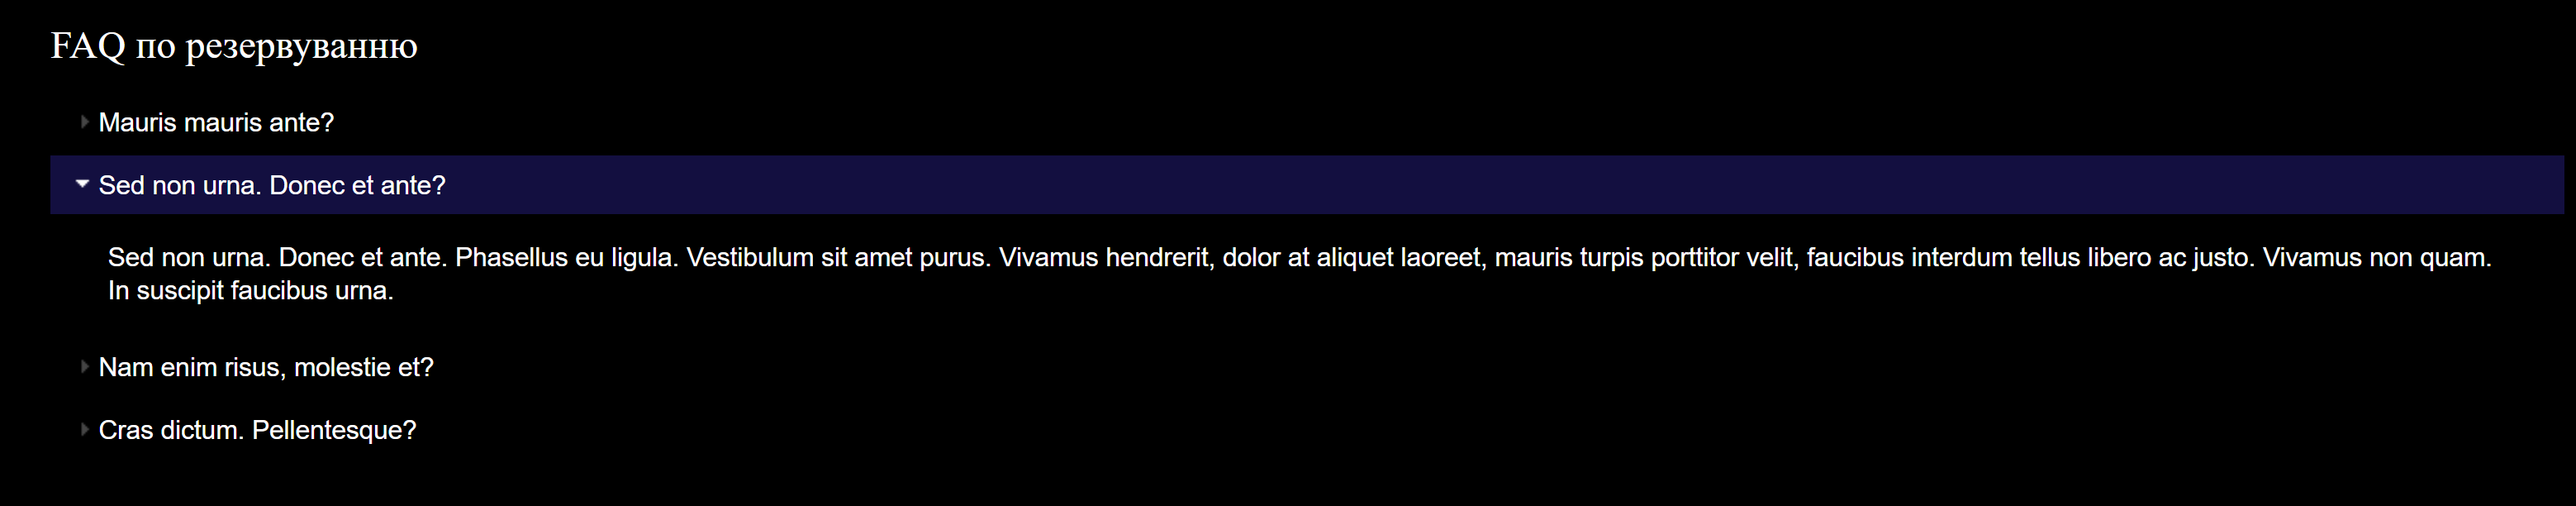 FAQ по резервуванню
Mauris mauris ante?
Sed non urna. Donec et ante?
Sed non urna. Donec et ante. Phasellus eu ligula. Vestibulum sit amet purus. Vivamus hendrerit, dolor at aliquet laoreet, mauris turpis porttitor velit, faucibus interdum tellus libero ac justo. Vivamus non quam.
In suscipit faucibus urna.
Nam enim risus, molestie et?
Cras dictum. Pellentesque?